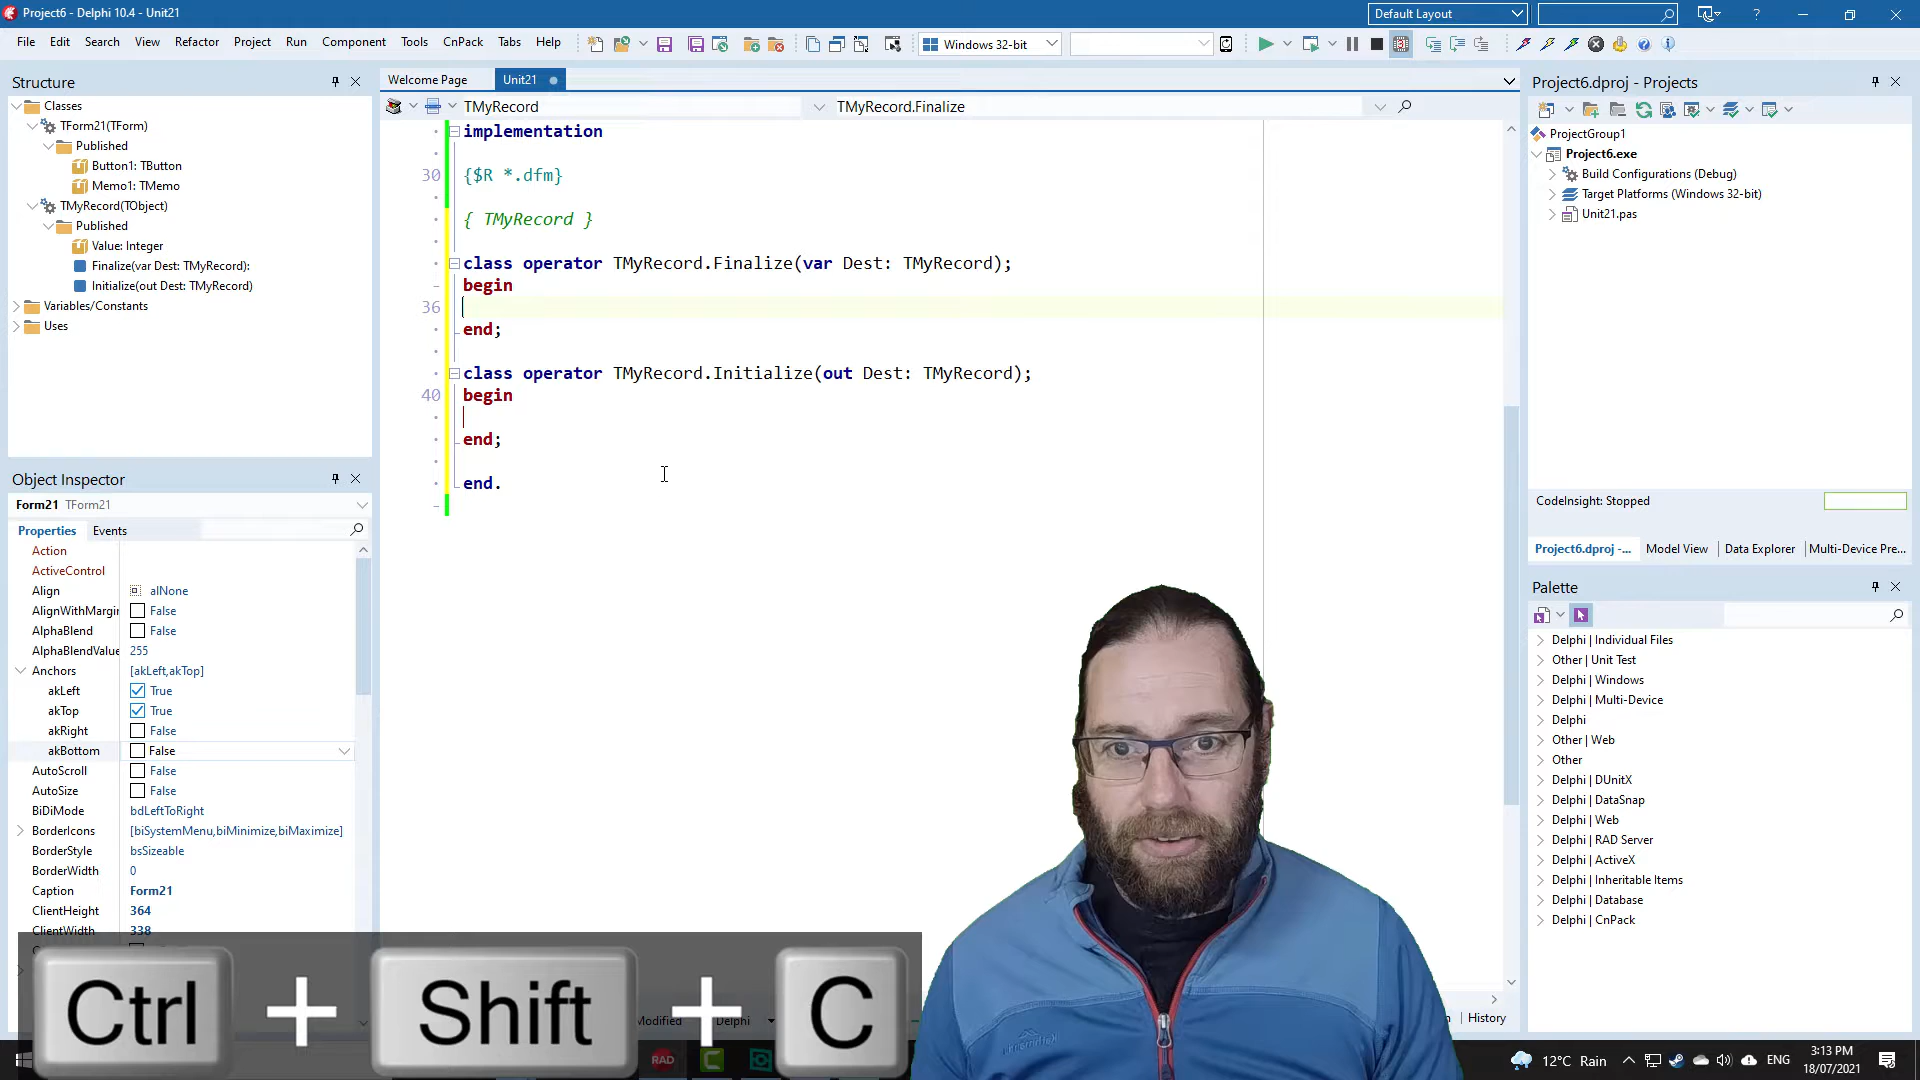 Project6 - Delphi 10.4 - Unit21
Default Layout
File Edit Search View Refactor Project Run Component Tools CnPack Tabs Help
Windows 32-bit
Structure
Classes
TForm21(TForm)
Published
Button1: TButton
Memo1: TMemo
TMyRecord(TObject)
Published
Value: Integer
Finalize(var Dest: TMyRecord):
Initialize(out Dest: TMyRecord)
Variables/Constants
Uses
Object Inspector
Form21 TForm21
Properties Events
Action
ActiveControl
Align alNone
AlignWithMargin False
AlphaBlend False
AlphaBlendValue 255
Anchors [akLeft,akTop]
akLeft True
akTop True
akRight False
akBottom False
AutoScroll False
AutoSize False
BiDiMode bdLeftToRight
BorderIcons [biSystemMenu,biMinimize,biMaximize]
BorderStyle bsSizeable
BorderWidth 0
Caption Form21
ClientHeight 364
ClientWidth 338
Welcome Page Unit21
TMyRecord TMyRecord.Finalize
implementation
30 {$R *.dfm}
{ TMyRecord }
class operator TMyRecord.Finalize(var Dest: TMyRecord);
begin
36
end;
class operator TMyRecord.Initialize(out Dest: TMyRecord);
40 begin
end;
end.
Modified Delphi
History
Project6.dproj - Projects
ProjectGroup1
Project6.exe
Build Configurations (Debug)
Target Platforms (Windows 32-bit)
Unit21.pas
CodeInsight: Stopped
Project6.dproj -... Model View Data Explorer Multi-Device Pre...
Palette
Delphi | Individual Files
Other | Unit Test
Delphi | Windows
Delphi | Multi-Device
Delphi
Other | Web
Other
Delphi | DUnitX
Delphi | DataSnap
Delphi | Web
Delphi | RAD Server
Delphi | ActiveX
Delphi | Inheritable Items
Delphi | Database
Delphi | CnPack
Ctrl + Shift + C
RAD
12°C Rain ENG 3:13 PM
18/07/2021